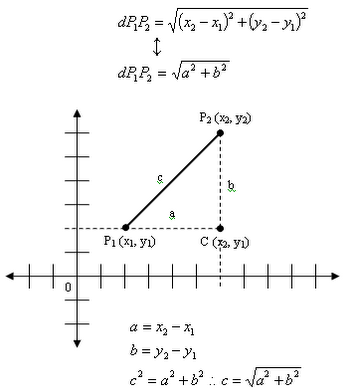 dP₁P₂ = √(x₂ − x₁)² + (y₂ − y₁)²
↕
dP₁P₂ = √a² + b²
P₂ (x₂, y₂)
c
b
a
P₁ (x₁, y₁)
C (x₂, y₁)
0
a = x₂ − x₁
b = y₂ − y₁
c² = a² + b² ∴ c = √a² + b²